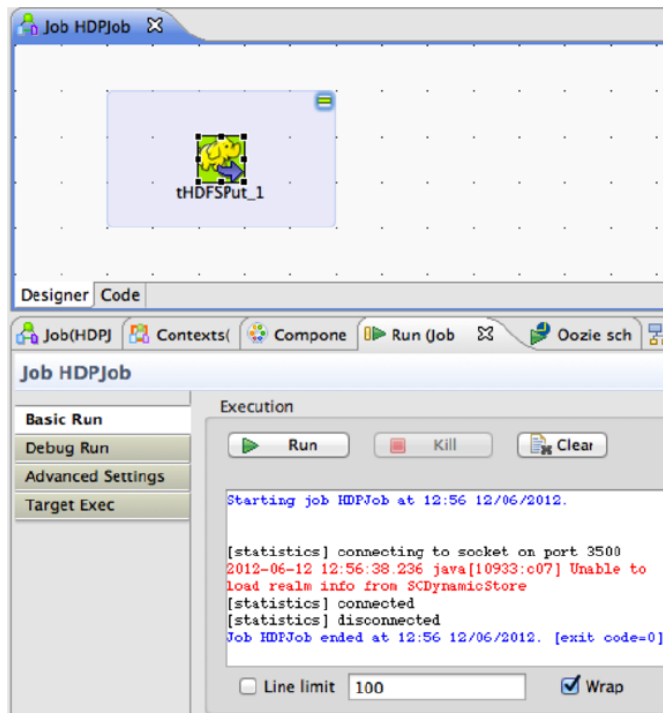 Job HDPJob
tHDFSPut_1
Designer Code
Job(HDPJ Contexts( Compone Run (Job Oozie sch
Job HDPJob
Basic Run
Debug Run
Advanced Settings
Target Exec
Execution
Run Kill Clear
Starting job HDPJob at 12:56 12/06/2012.
[statistics] connecting to socket on port 3500
2012-06-12 12:56:38.236 java[10933:c07] Unable to
load realm info from SCDynamicStore
[statistics] connected
[statistics] disconnected
Job HDPJob ended at 12:56 12/06/2012. [exit code=0]
Line limit 100 Wrap